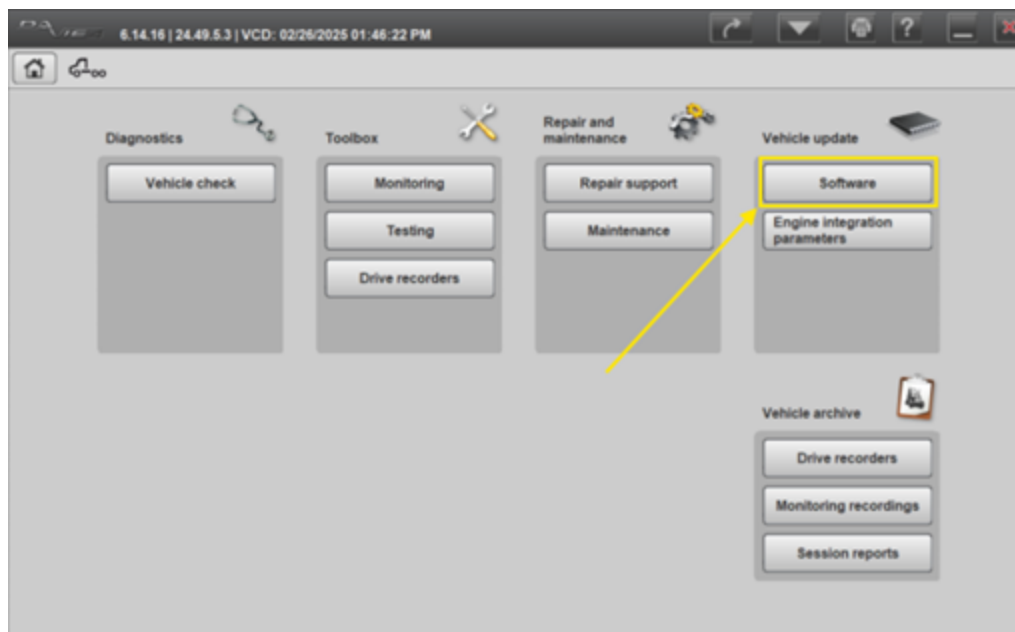 6.14.16 | 24.49.5.3 | VCD: 02/26/2025 01:46:22 PM
?
Diagnostics
Toolbox
Repair and
maintenance
Vehicle update
Vehicle check
Monitoring
Repair support
Software
Testing
Maintenance
Engine integration
parameters
Drive recorders
Vehicle archive
Drive recorders
Monitoring recordings
Session reports